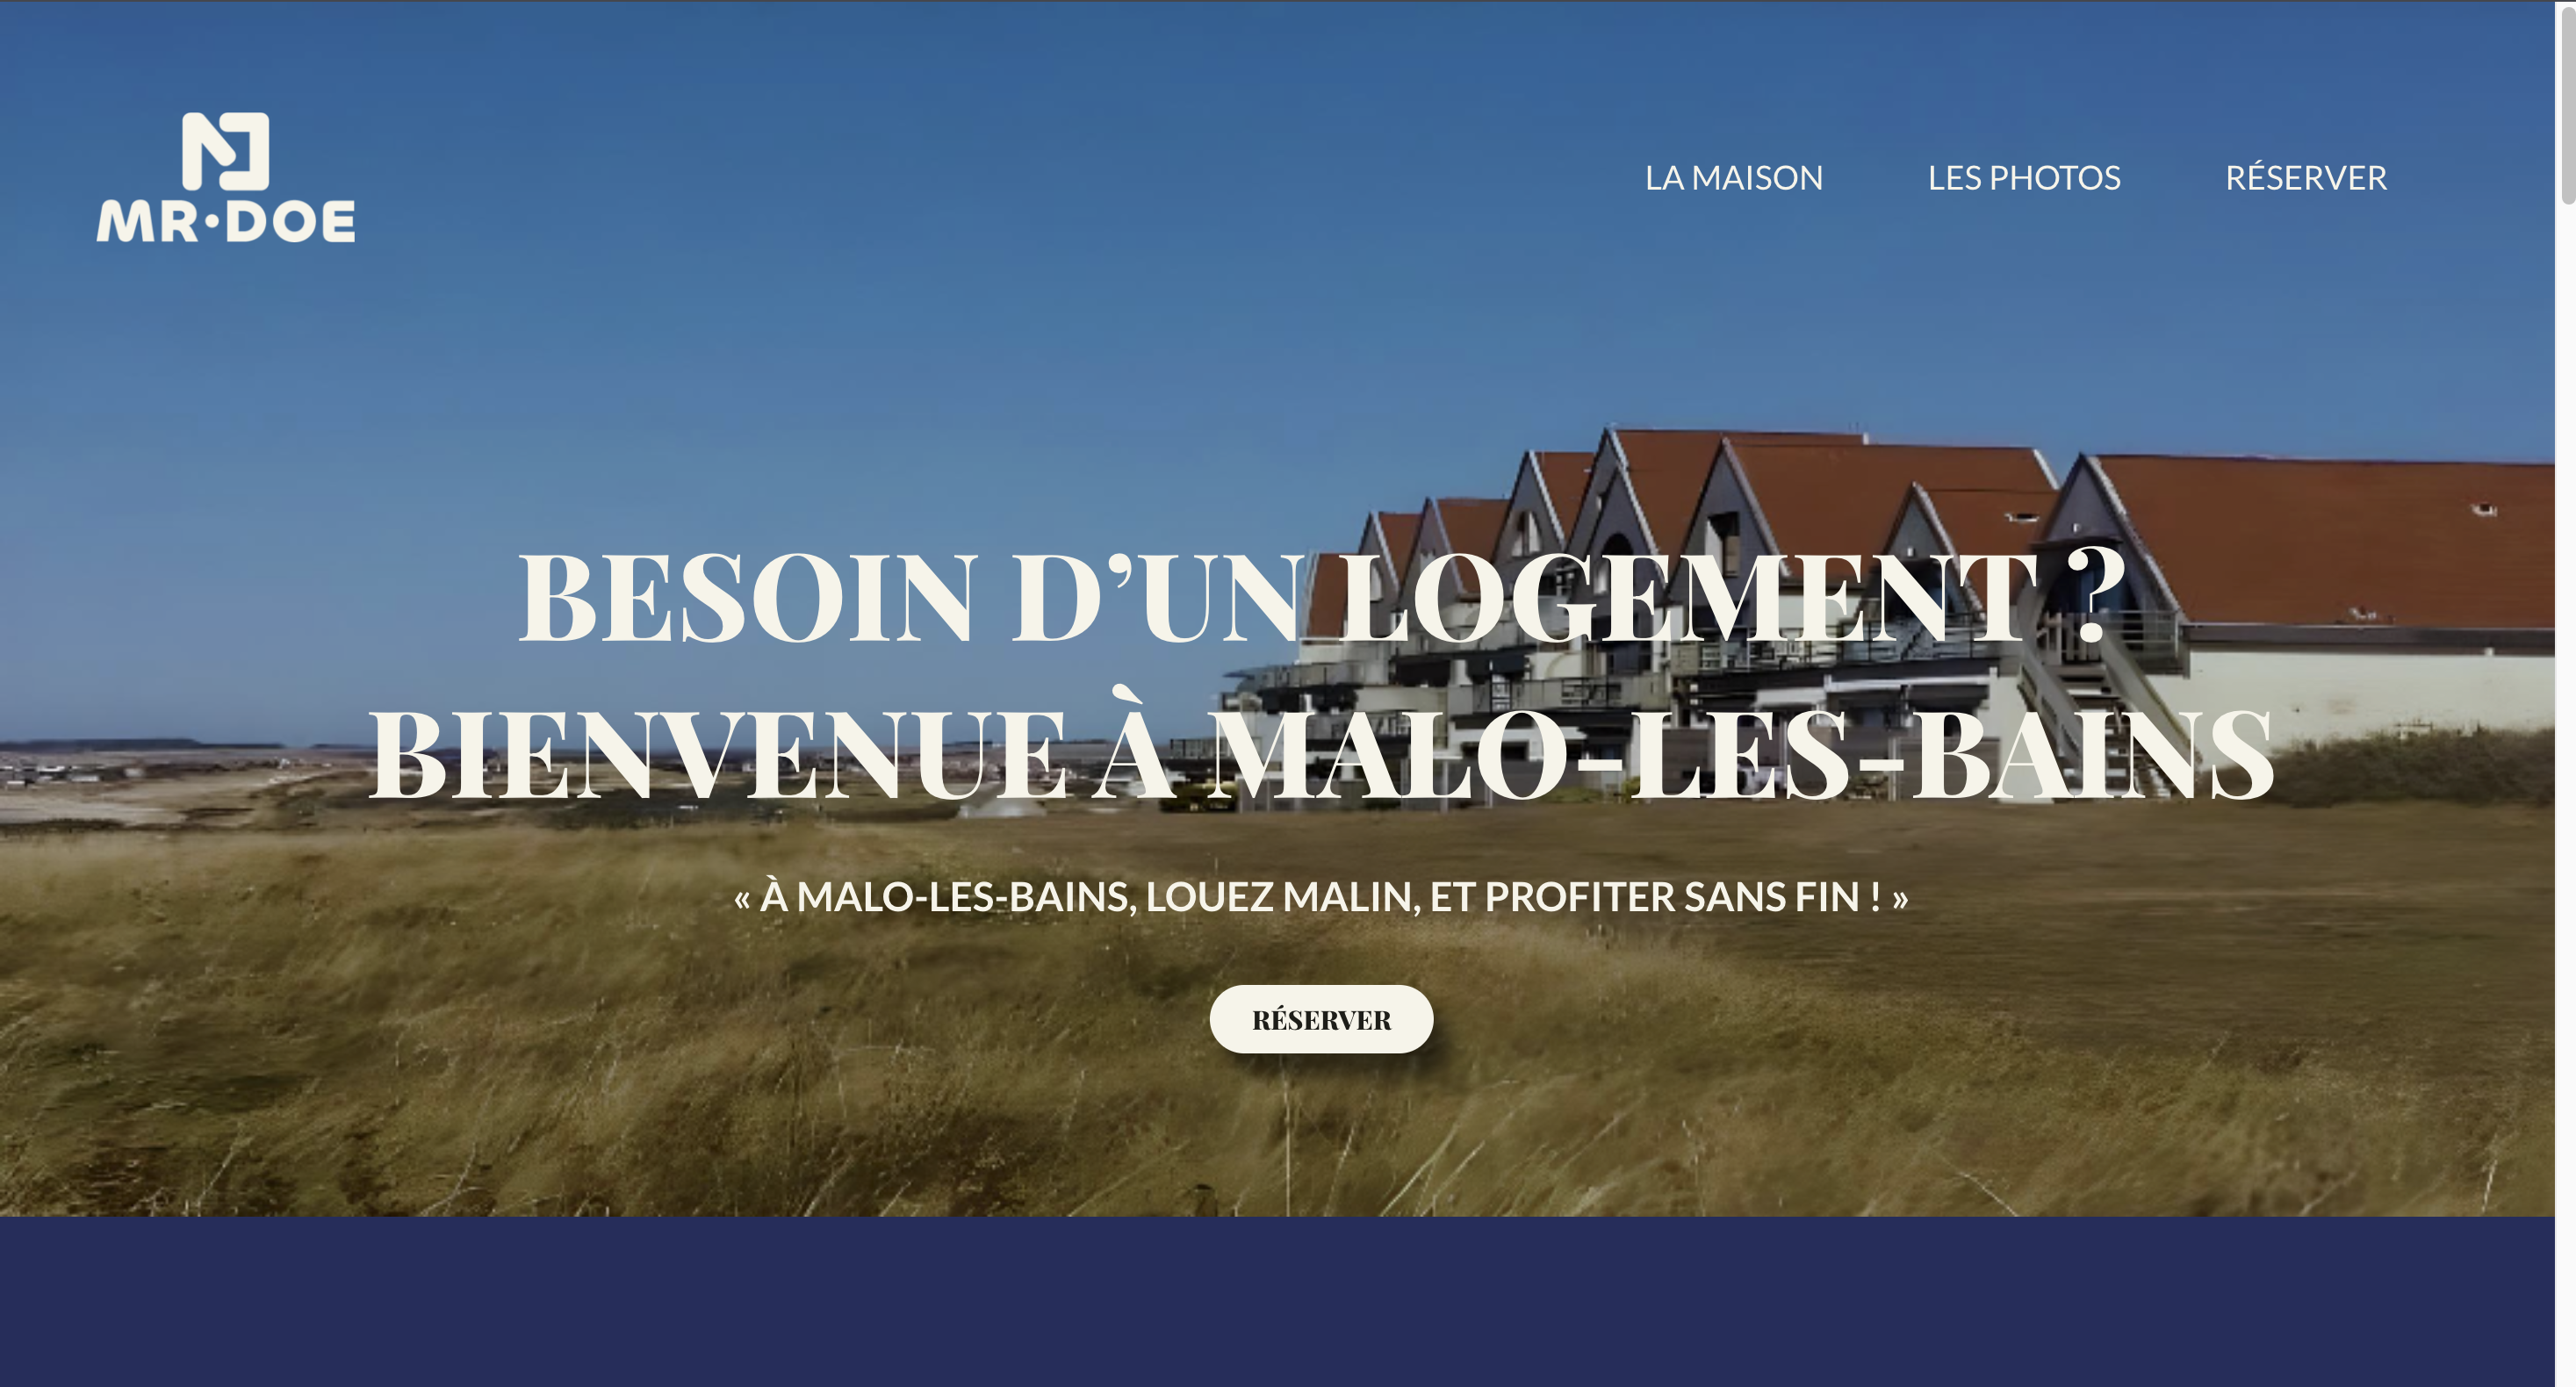 MR·DOE
LA MAISON
LES PHOTOS
RÉSERVER
BESOIN D’UN LOGEMENT ?
BIENVENUE À MALO-LES-BAINS
« À MALO-LES-BAINS, LOUEZ MALIN, ET PROFITER SANS FIN ! »
RÉSERVER